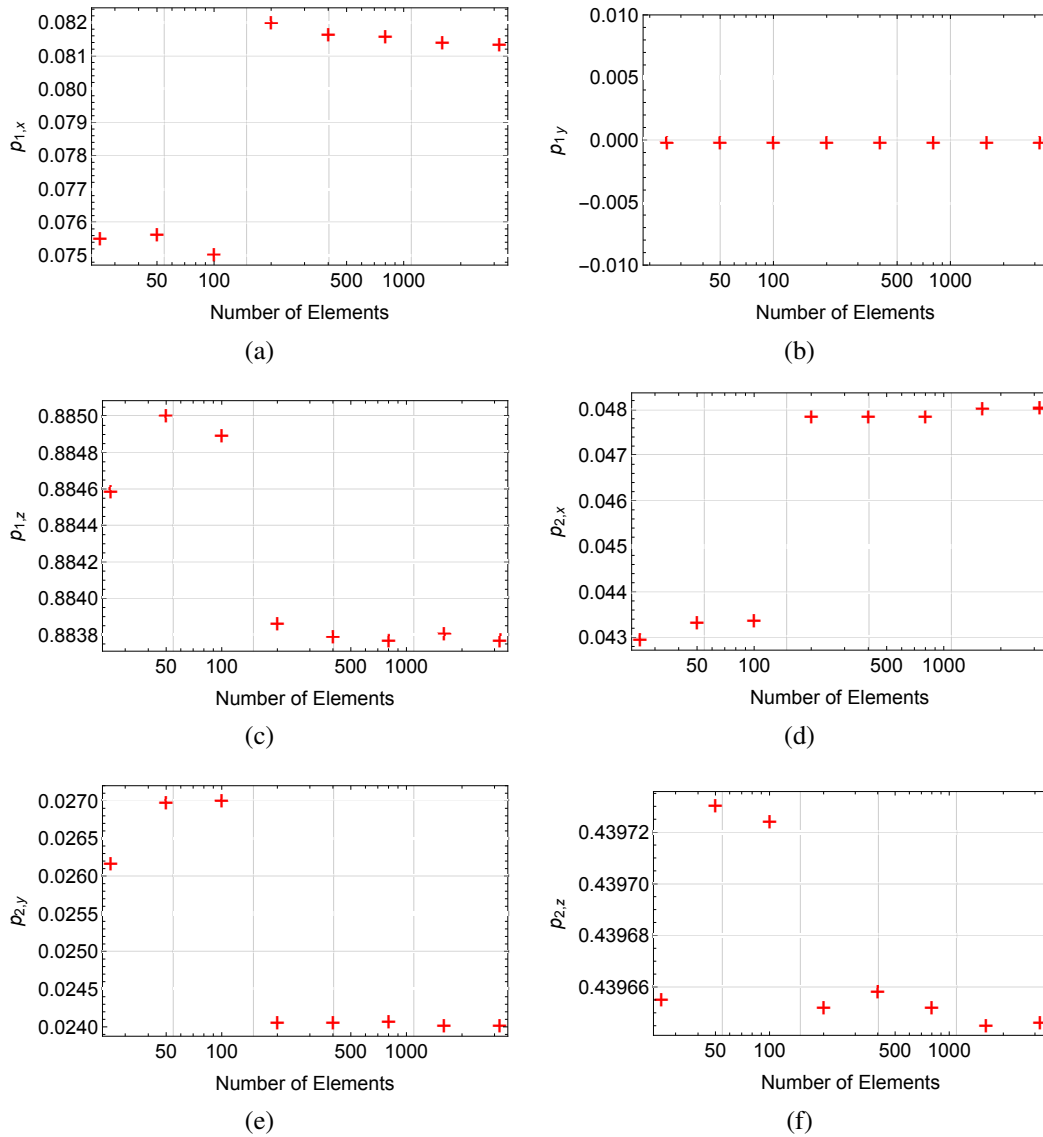 0.082
0.081
0.080
0.079
0.078
0.077
0.076
0.075
p1,x
50 100 500 1000
Number of Elements
(a)
0.010
0.005
0.000
−0.005
−0.010
p1 y
50 100 500 1000
Number of Elements
(b)
0.8850
0.8848
0.8846
0.8844
0.8842
0.8840
0.8838
p1,z
50 100 500 1000
Number of Elements
(c)
0.048
0.047
0.046
0.045
0.044
0.043
p2,x
50 100 500 1000
Number of Elements
(d)
0.0270
0.0265
0.0260
0.0255
0.0250
0.0245
0.0240
p2,y
50 100 500 1000
Number of Elements
(e)
0.43972
0.43970
0.43968
0.43966
p2,z
50 100 500 1000
Number of Elements
(f)